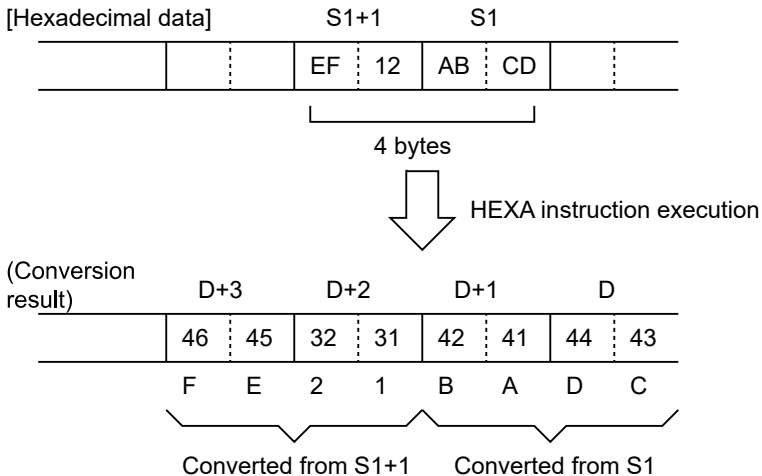 [Hexadecimal data] S1+1 S1
EF 12 AB CD
4 bytes
HEXA instruction execution
(Conversion
result) D+3 D+2 D+1 D
46 45 32 31 42 41 44 43
F E 2 1 B A D C
Converted from S1+1 Converted from S1